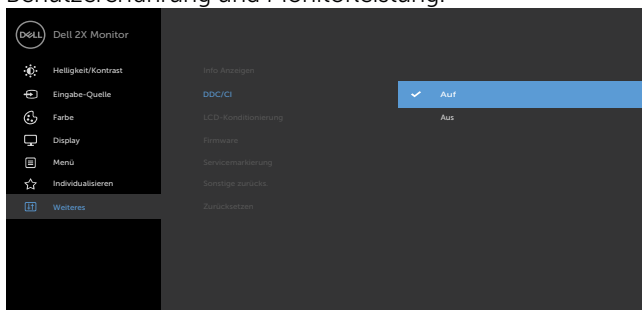 Benutzererfahrung und Monitorleistung.
DELL Dell 2X Monitor
Helligkeit/Kontrast
Info Anzeigen
Eingabe-Quelle
DDC/CI
Auf
Farbe
LCD-Konditionierung
Aus
Display
Firmware
Menü
Servicemarkierung
Individualisieren
Sonstige zurücks.
Weiteres
Zurücksetzen